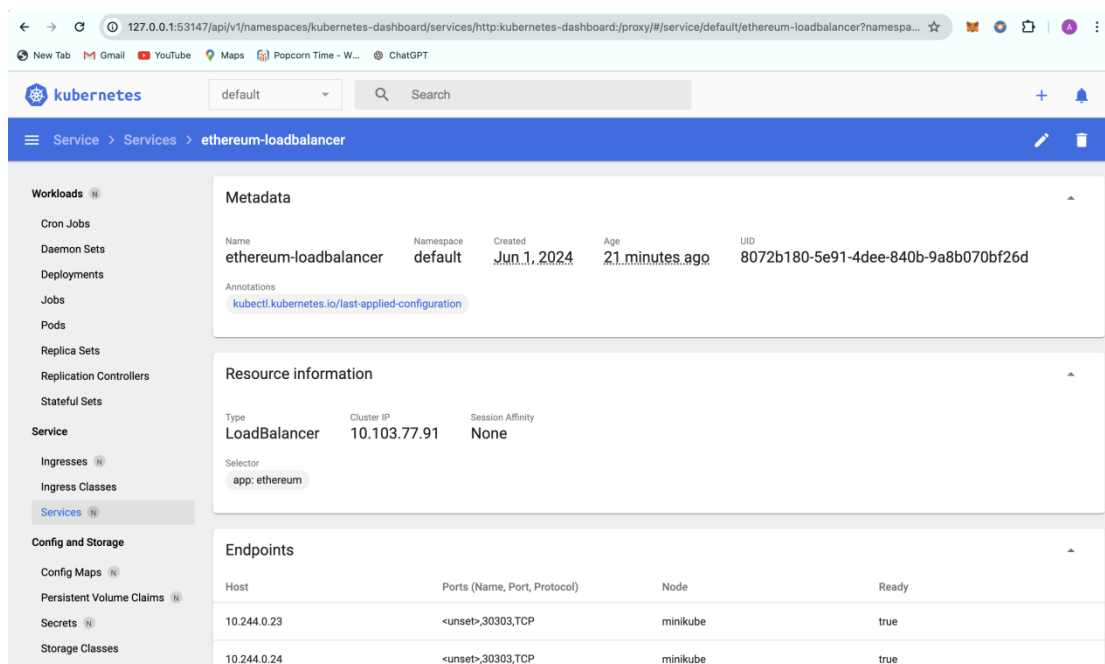 127.0.0.1:53147/api/v1/namespaces/kubernetes-dashboard/services/http:kubernetes-dashboard:/proxy/#/service/default/ethereum-loadbalancer?namespa...
A
New Tab Gmail YouTube Maps Popcorn Time - W... ChatGPT
kubernetes default Search
Service > Services > ethereum-loadbalancer
Workloads N
Cron Jobs
Daemon Sets
Deployments
Jobs
Pods
Replica Sets
Replication Controllers
Stateful Sets
Service
Ingresses N
Ingress Classes
Services N
Config and Storage
Config Maps N
Persistent Volume Claims N
Secrets N
Storage Classes
Metadata
Name Namespace Created Age UID
ethereum-loadbalancer default Jun 1, 2024 21 minutes ago 8072b180-5e91-4dee-840b-9a8b070bf26d
Annotations
kubectl.kubernetes.io/last-applied-configuration
Resource information
Type Cluster IP Session Affinity
LoadBalancer 10.103.77.91 None
Selector
app: ethereum
Endpoints
Host Ports (Name, Port, Protocol) Node Ready
10.244.0.23 <unset>,30303,TCP minikube true
10.244.0.24 <unset>,30303,TCP minikube true